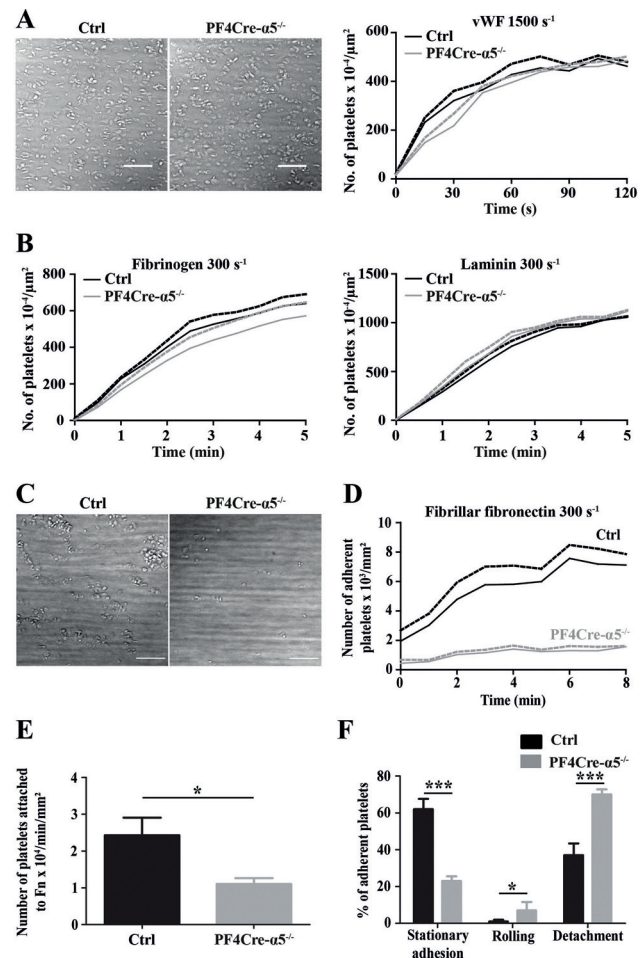 A
Ctrl
PF4Cre-α5⁻/⁻
vWF 1500 s⁻¹
Ctrl
PF4Cre-α5⁻/⁻
No. of platelets x 10⁻⁴/µm²
600
400
200
0
0 30 60 90 120
Time (s)
B
Fibrinogen 300 s⁻¹
Ctrl
PF4Cre-α5⁻/⁻
No. of platelets x 10⁻⁴/µm²
800
600
400
200
0
0 1 2 3 4 5
Time (min)
Laminin 300 s⁻¹
Ctrl
PF4Cre-α5⁻/⁻
No. of platelets x 10⁻⁴/µm²
1500
1000
500
0
0 1 2 3 4 5
Time (min)
C
Ctrl
PF4Cre-α5⁻/⁻
D
Fibrillar fibronectin 300 s⁻¹
Ctrl
PF4Cre-α5⁻/⁻
Number of adherent
platelets x 10³/mm²
10
8
6
4
2
0
0 2 4 6 8
Time (min)
E
Number of platelets attached
to Fn x 10⁴/min/mm²
4
3
2
1
0
*
Ctrl
PF4Cre-α5⁻/⁻
F
Ctrl
PF4Cre-α5⁻/⁻
% of adherent platelets
80
60
40
20
0
***
*
***
Stationary
adhesion
Rolling
Detachment